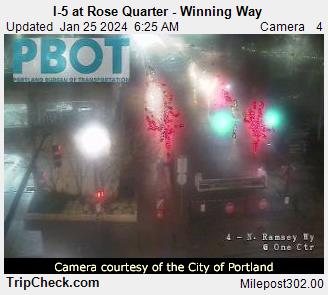 I-5 at Rose Quarter - Winning Way
Updated Jan 25 2024 6:25 AM Camera 4
PBOT
PORTLAND BUREAU OF TRANSPORTATION
4 - N. Ramsey Wy
@ One Ctr
Camera courtesy of the City of Portland
TripCheck.com Milepost302.00